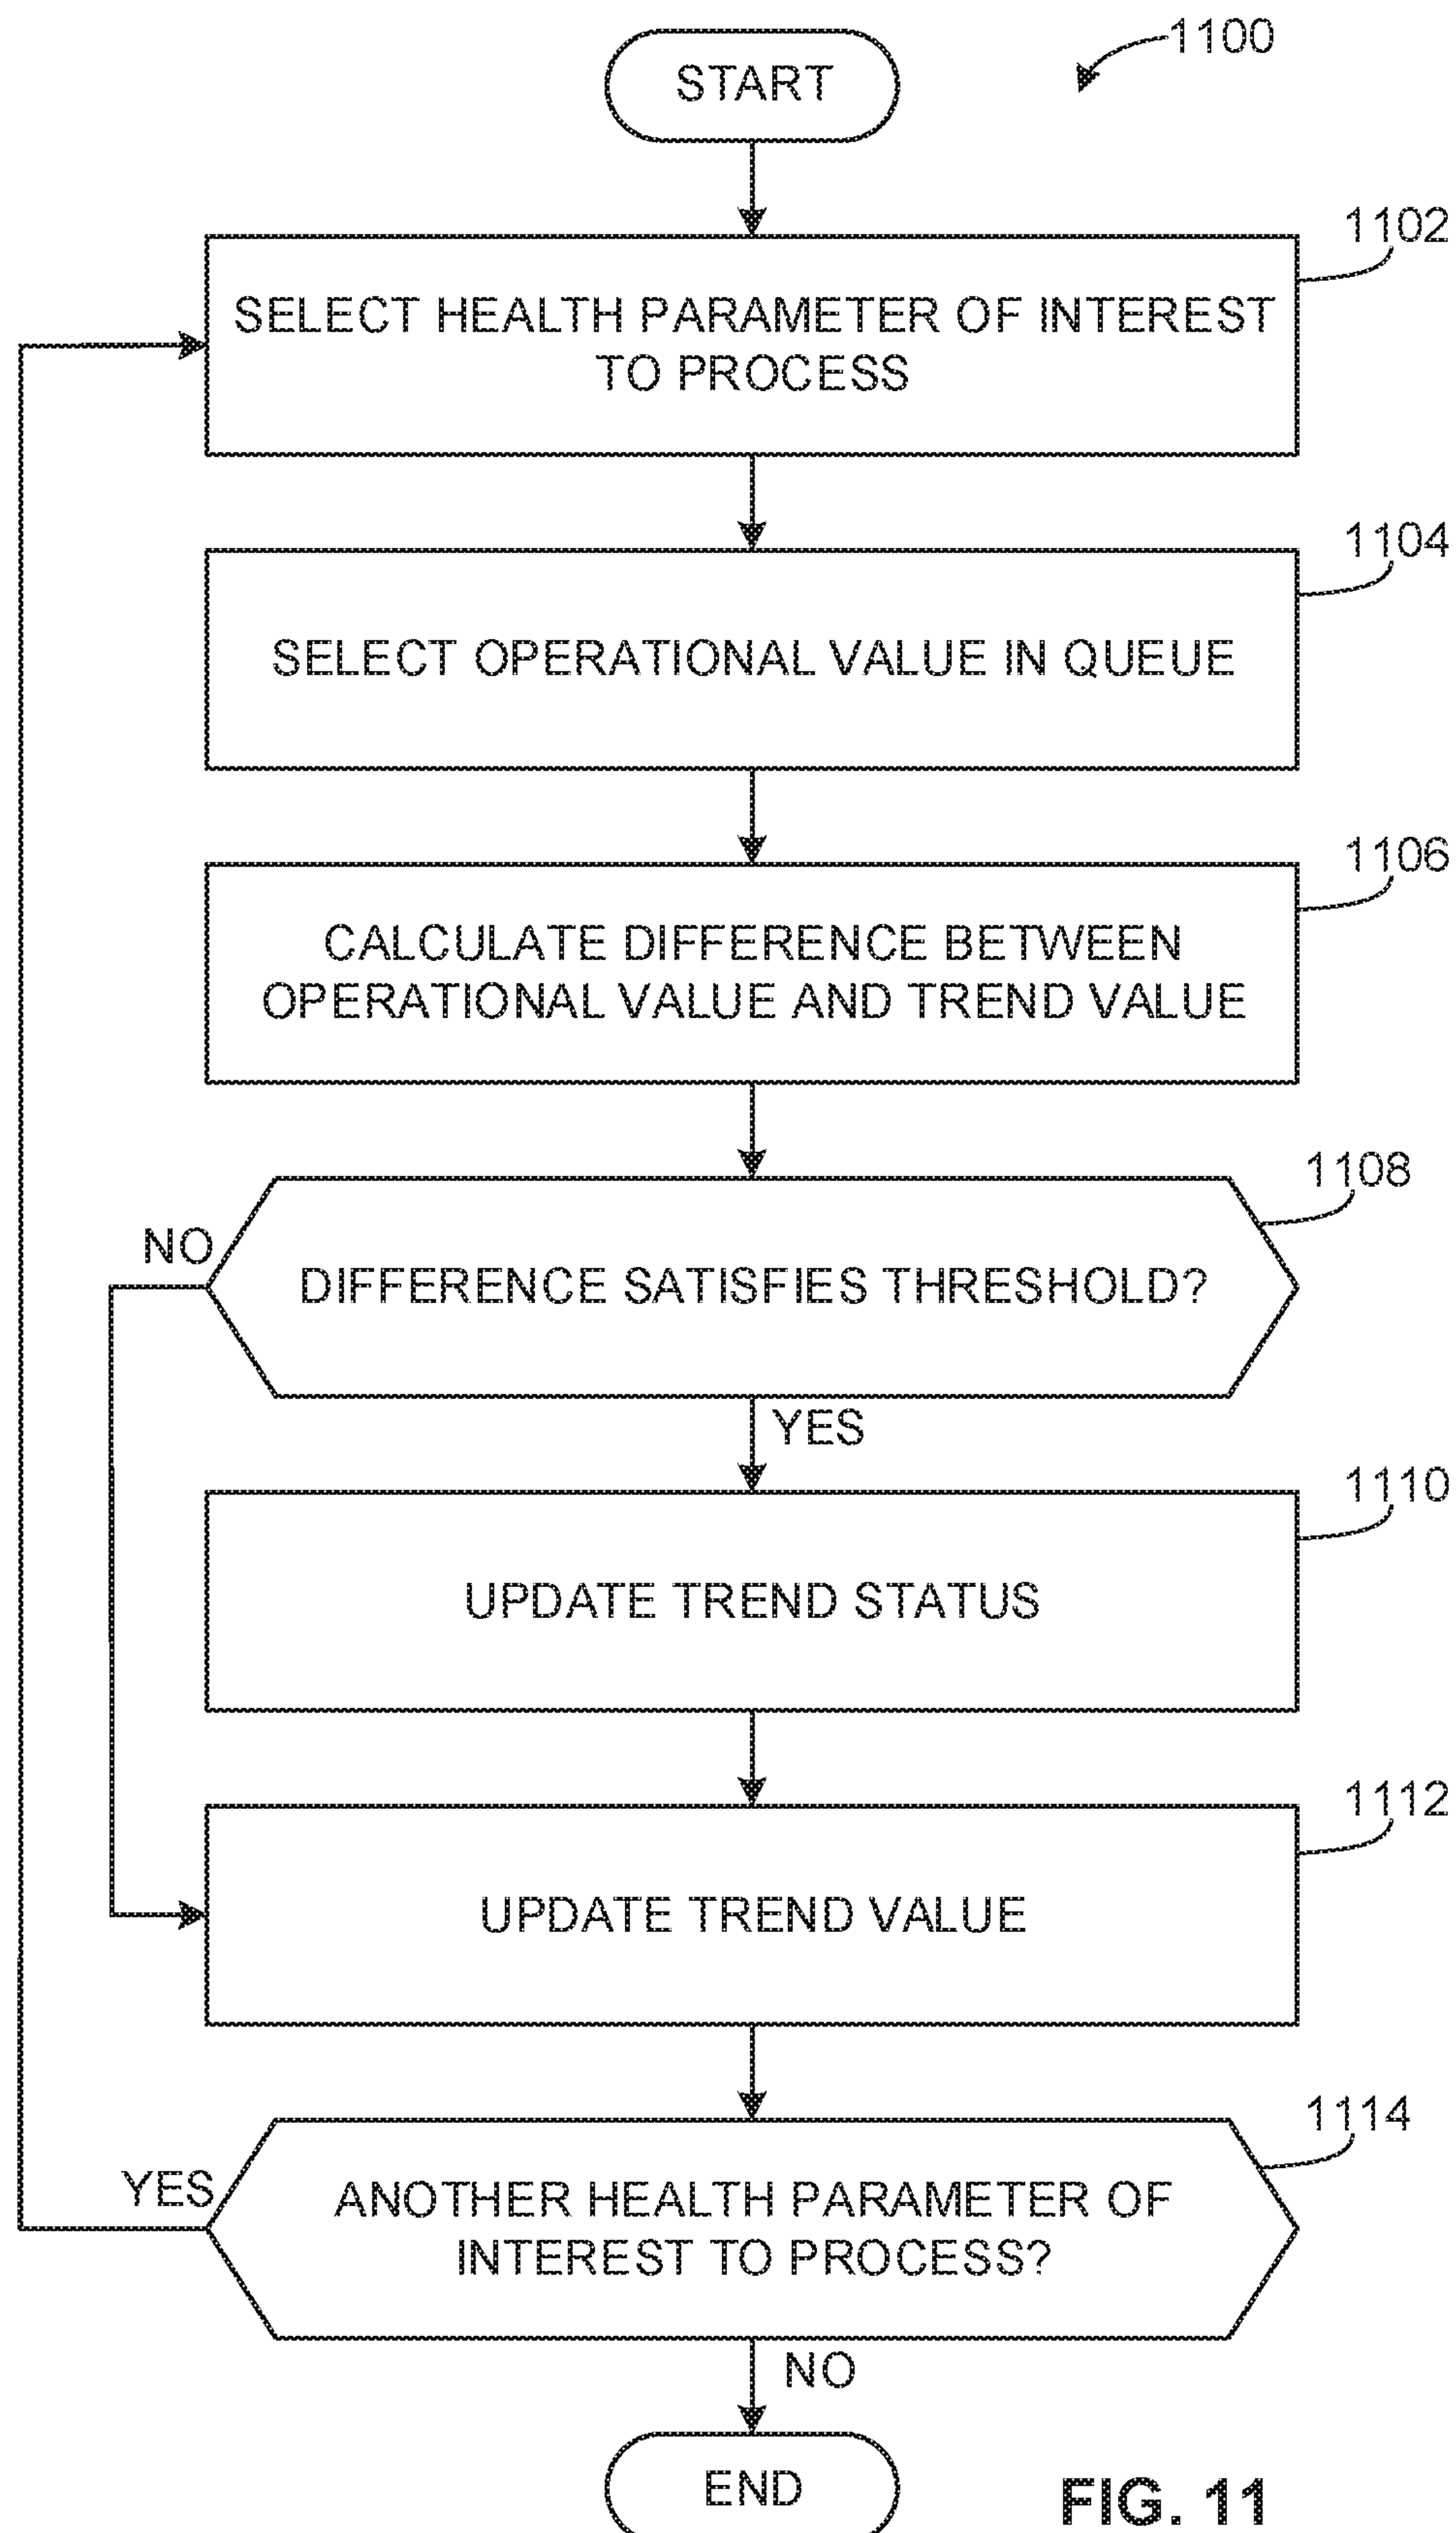 START
1100
1102
SELECT HEALTH PARAMETER OF INTEREST
TO PROCESS
1104
SELECT OPERATIONAL VALUE IN QUEUE
1106
CALCULATE DIFFERENCE BETWEEN
OPERATIONAL VALUE AND TREND VALUE
1108
NO
DIFFERENCE SATISFIES THRESHOLD?
YES
1110
UPDATE TREND STATUS
1112
UPDATE TREND VALUE
1114
YES
ANOTHER HEALTH PARAMETER OF
INTEREST TO PROCESS?
NO
END
FIG. 11